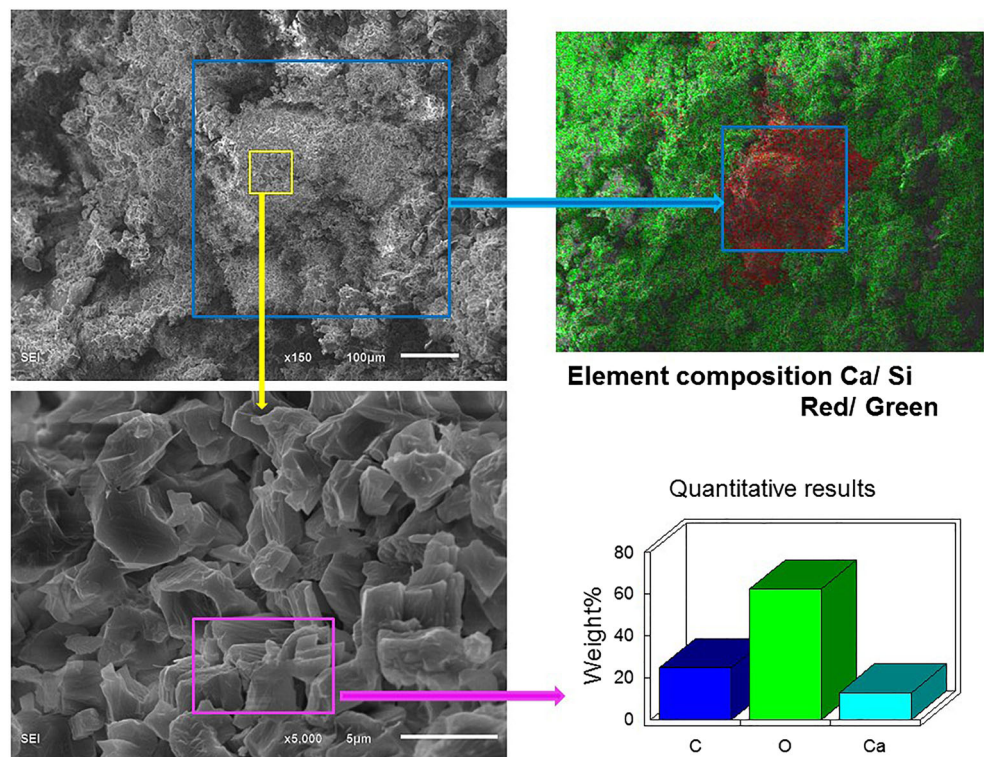 SEI
x150
100μm
Element composition Ca/ Si
Red/ Green
SEI
x5,000
5μm
Quantitative results
Weight%
80
60
40
20
0
C
O
Ca